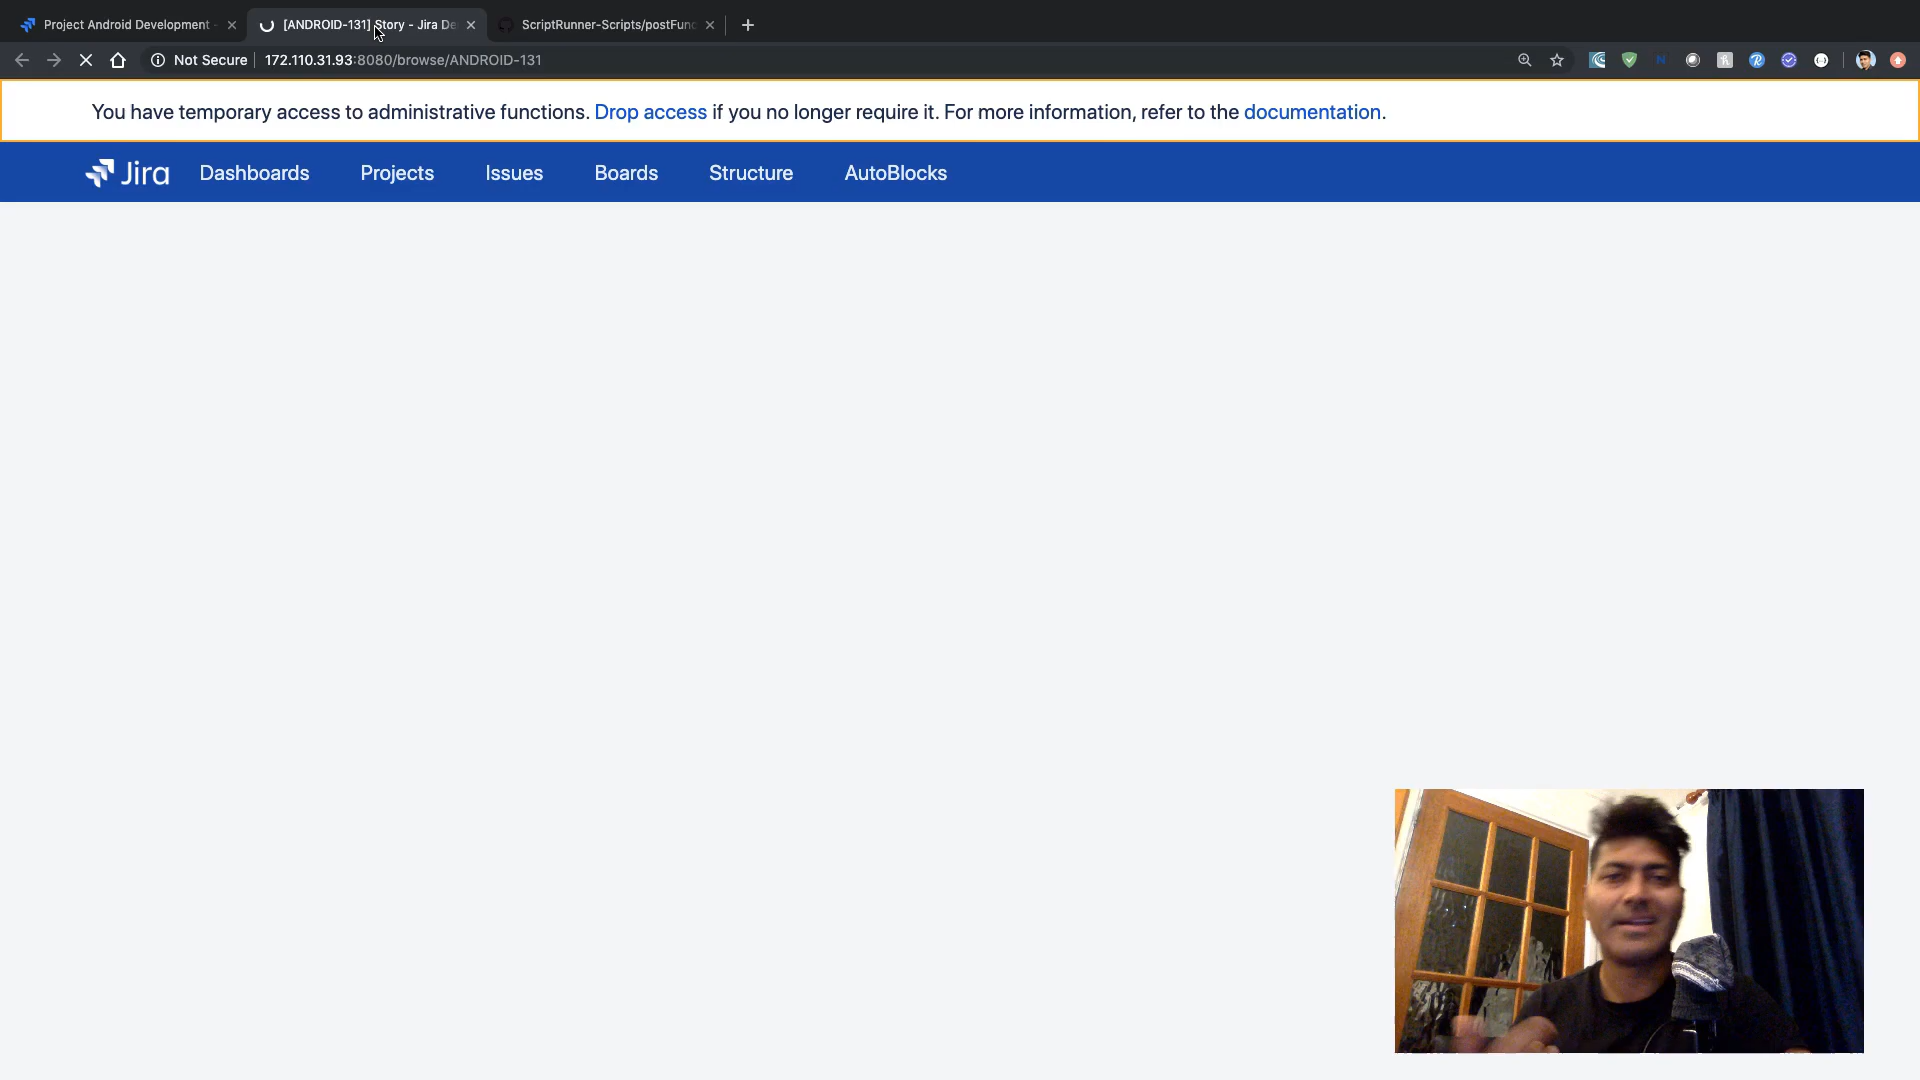 Project Android Development -
[ANDROID-131] Story - Jira De
ScriptRunner-Scripts/postFunc
Not Secure
172.110.31.93:8080/browse/ANDROID-131
You have temporary access to administrative functions. Drop access if you no longer require it. For more information, refer to the documentation.
Jira
Dashboards
Projects
Issues
Boards
Structure
AutoBlocks